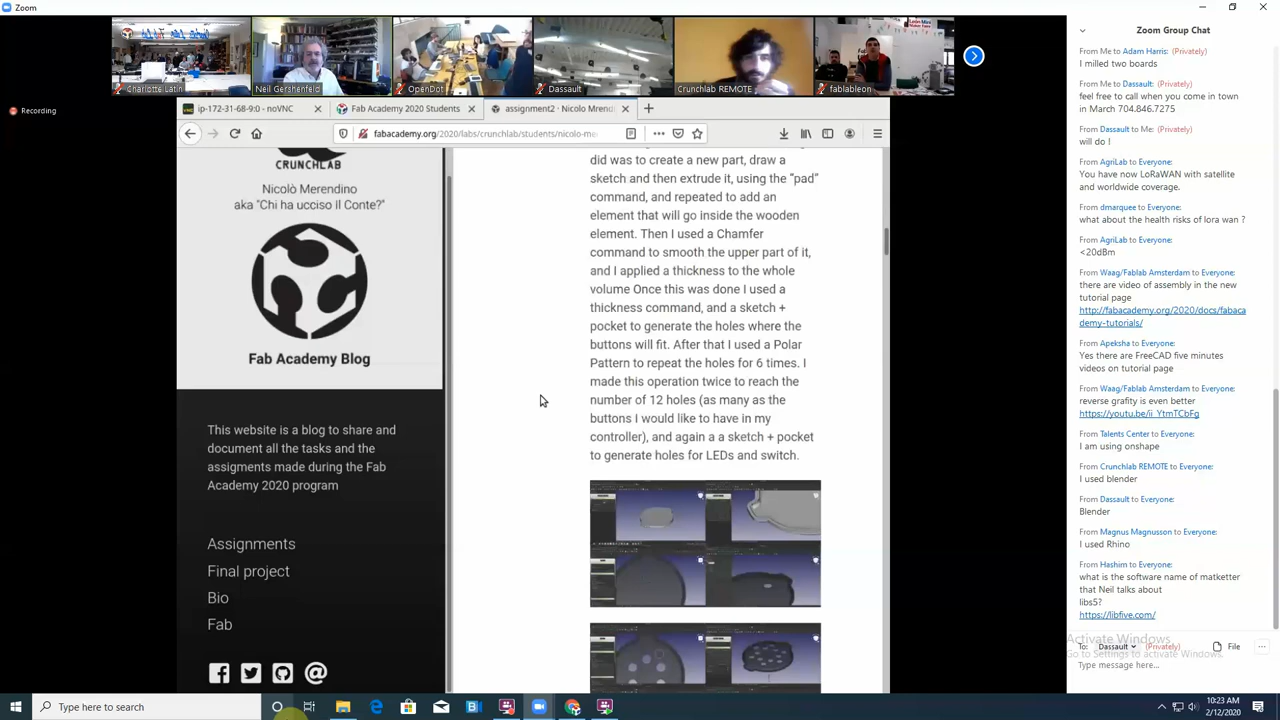 Zoom
Charlotte Latin
Neil Gershenfeld
OpenDot
Dassault
Crunchlab REMOTE
fablableon
Recording
ip-172-31-68-9:0 - noVNC
Fab Academy 2020 Students
assignment2 · Nicolo Mrend
fabacademy.org/2020/labs/crunchlab/students/nicolo-me
CRUNCHLAB
Nicolò Merendino
aka "Chi ha ucciso Il Conte?"
Fab Academy Blog
This website is a blog to share and
document all the tasks and the
assigments made during the Fab
Academy 2020 program
Assignments
Final project
Bio
Fab
did was to create a new part, draw a
sketch and then extrude it, using the "pad"
command, and repeated to add an
element that will go inside the wooden
element. Then I used a Chamfer
command to smooth the upper part of it,
and I applied a thickness to the whole
volume Once this was done I used a
thickness command, and a sketch +
pocket to generate the holes where the
buttons will fit. After that I used a Polar
Pattern to repeat the holes for 6 times. I
made this operation twice to reach the
number of 12 holes (as many as the
buttons I would like to have in my
controller), and again a a sketch + pocket
to generate holes for LEDs and switch.
Zoom Group Chat
From Me to Adam Harris: (Privately)
I milled two boards
From Me to Dassault: (Privately)
feel free to call when you come in town
in March 704.846.7275
From Dassault to Me: (Privately)
will do !
From AgriLab to Everyone:
You have now LoRaWAN with satellite
and worldwide coverage.
From dmarquee to Everyone:
what about the health risks of lora wan ?
From AgriLab to Everyone:
<20dBm
From Waag/Fablab Amsterdam to Everyone:
there are video of assembly in the new
tutorial page
http://fabacademy.org/2020/docs/fabaca
demy-tutorials/
From Apeksha to Everyone:
Yes there are FreeCAD five minutes
videos on tutorial page
From Waag/Fablab Amsterdam to Everyone:
reverse grafity is even better
https://youtu.be/ii_YtmTCbFg
From Talents Center to Everyone:
I am using onshape
From Crunchlab REMOTE to Everyone:
I used blender
From Dassault to Everyone:
Blender
From Magnus Magnusson to Everyone:
I used Rhino
From Hashim to Everyone:
what is the software name of matketter
that Neil talks about
libs5?
https://libfive.com/
Activate Windows
Go to Settings to activate Windows.
To: Dassault (Privately) File
Type message here...
Type here to search
10:23 AM
2/12/2020